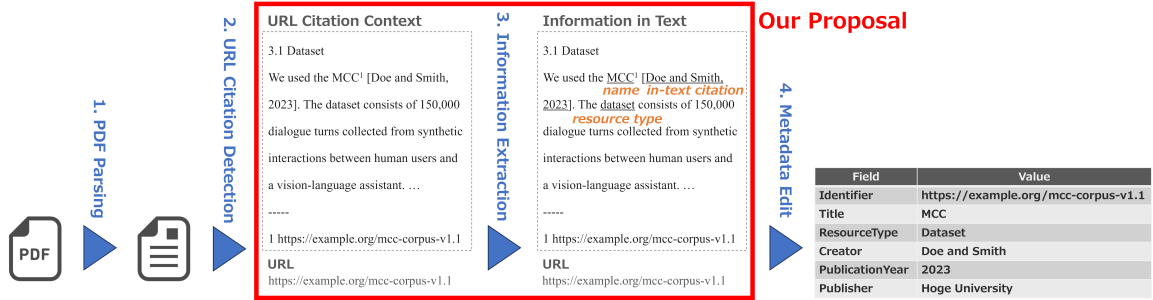 1. PDF Parsing
PDF
2. URL Citation Detection
URL Citation Context
3.1 Dataset
We used the MCC¹ [Doe and Smith,
2023]. The dataset consists of 150,000
dialogue turns collected from synthetic
interactions between human users and
a vision-language assistant. …
-----
1 https://example.org/mcc-corpus-v1.1
URL
https://example.org/mcc-corpus-v1.1
3. Information Extraction
Information in Text
3.1 Dataset
We used the MCC¹ [Doe and Smith,
name in-text citation
2023]. The dataset consists of 150,000
resource type
dialogue turns collected from synthetic
interactions between human users and
a vision-language assistant. …
-----
1 https://example.org/mcc-corpus-v1.1
URL
https://example.org/mcc-corpus-v1.1
Our Proposal
4. Metadata Edit
Field Value
Identifier https://example.org/mcc-corpus-v1.1
Title MCC
ResourceType Dataset
Creator Doe and Smith
PublicationYear 2023
Publisher Hoge University